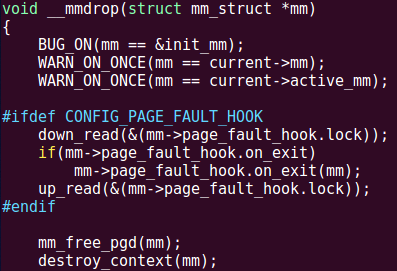 void __mmdrop(struct mm_struct *mm)
{
    BUG_ON(mm == &init_mm);
    WARN_ON_ONCE(mm == current->mm);
    WARN_ON_ONCE(mm == current->active_mm);

#ifdef CONFIG_PAGE_FAULT_HOOK
    down_read(&(mm->page_fault_hook.lock));
    if(mm->page_fault_hook.on_exit)
        mm->page_fault_hook.on_exit(mm);
    up_read(&(mm->page_fault_hook.lock));
#endif

    mm_free_pgd(mm);
    destroy_context(mm);